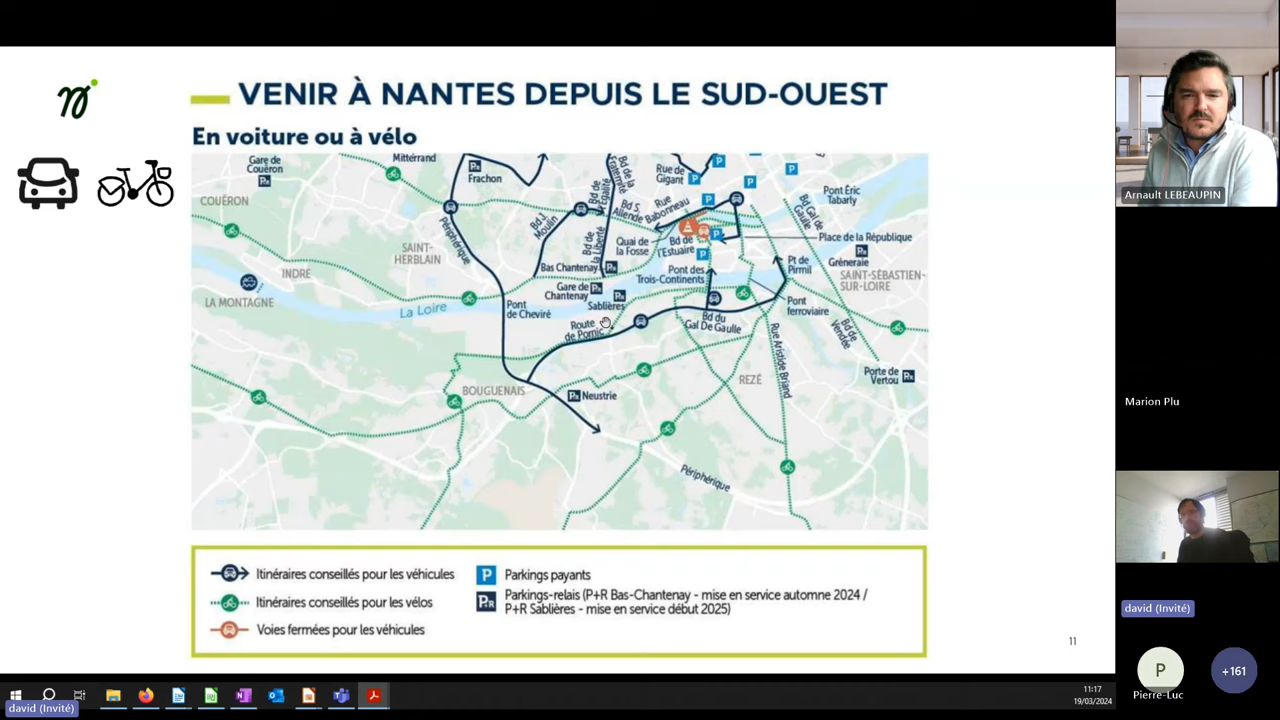 VENIR À NANTES DEPUIS LE SUD-OUEST
En voiture ou à vélo
Gare de
Couëron
Mittérrand
Frachon
Bd de
l'Égalité
Bd de la
Fraternité
Rue de
Gigant
Pont Éric
Tabarly
COUËRON
Périphérique
Bd J.
Moulin
Bd S.
Allende
Rue
Babonneau
Bd Gal de
Gaulle
SAINT-
HERBLAIN
Bd de
la Liberté
Quai de
la Fosse
Bd de
l'Estuaire
Place de la République
Grèneraie
INDRE
Bas Chantenay
Pont des
Trois-Continents
Pt de
Pirmil
SAINT-SÉBASTIEN-
SUR-LOIRE
LA MONTAGNE
Gare de
Chantenay
Sablières
La Loire
Pont
de Cheviré
Route
de Pornic
Bd du
Gal De Gaulle
Pont
ferroviaire
Bd de
Vendée
Rue Aristide Briand
BOUGUENAIS
Neustrie
REZÉ
Porte de
Vertou
Périphérique
Itinéraires conseillés pour les véhicules
Itinéraires conseillés pour les vélos
Voies fermées pour les véhicules
P Parkings payants
P+R Parkings-relais (P+R Bas-Chantenay - mise en service automne 2024 /
P+R Sablières - mise en service début 2025)
11
Arnault LEBEAUPIN
Marion Plu
david (Invité)
P
Pierre-Luc
+161
11:17
19/03/2024
david (Invité)